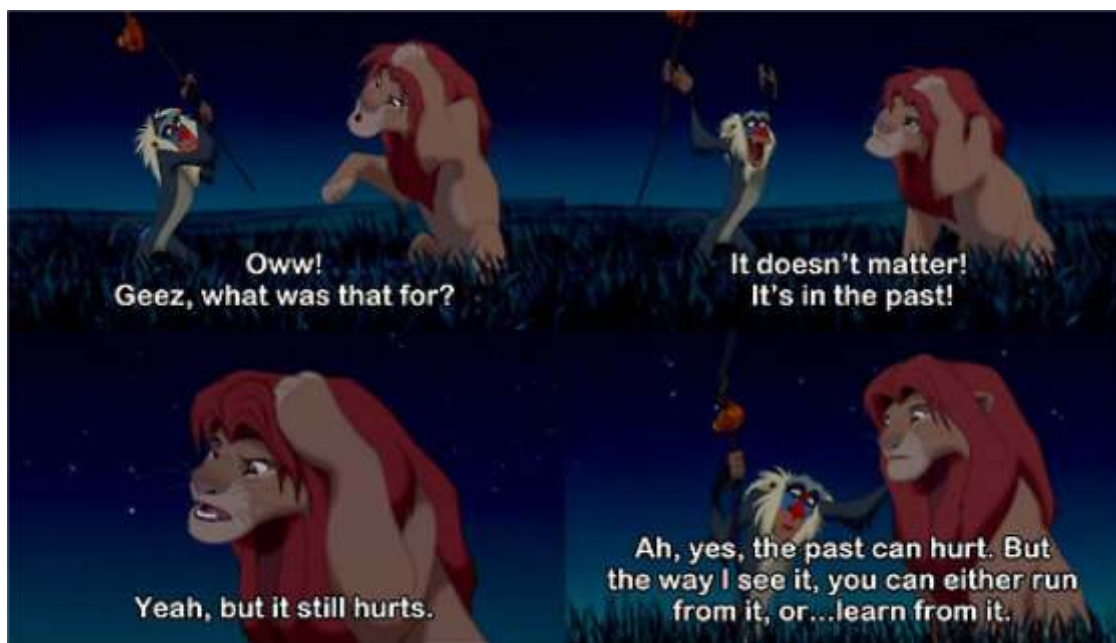 Oww!
Geez, what was that for?
It doesn't matter!
It's in the past!
Yeah, but it still hurts.
Ah, yes, the past can hurt. But
the way I see it, you can either run
from it, or...learn from it.